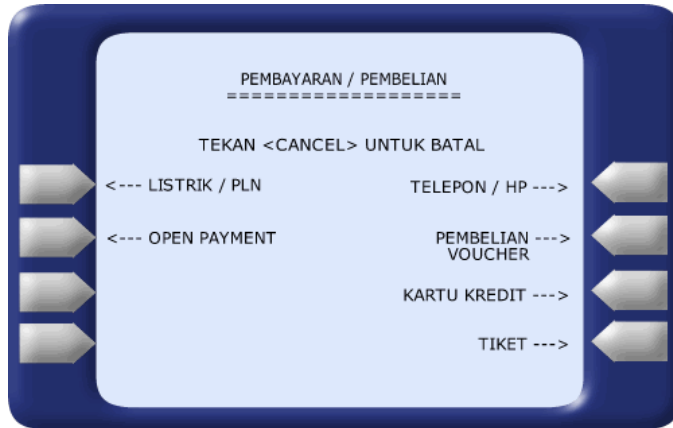 PEMBAYARAN / PEMBELIAN
===================
TEKAN <CANCEL> UNTUK BATAL
<--- LISTRIK / PLN
TELEPON / HP --->
<--- OPEN PAYMENT
PEMBELIAN --->
VOUCHER
KARTU KREDIT --->
TIKET --->